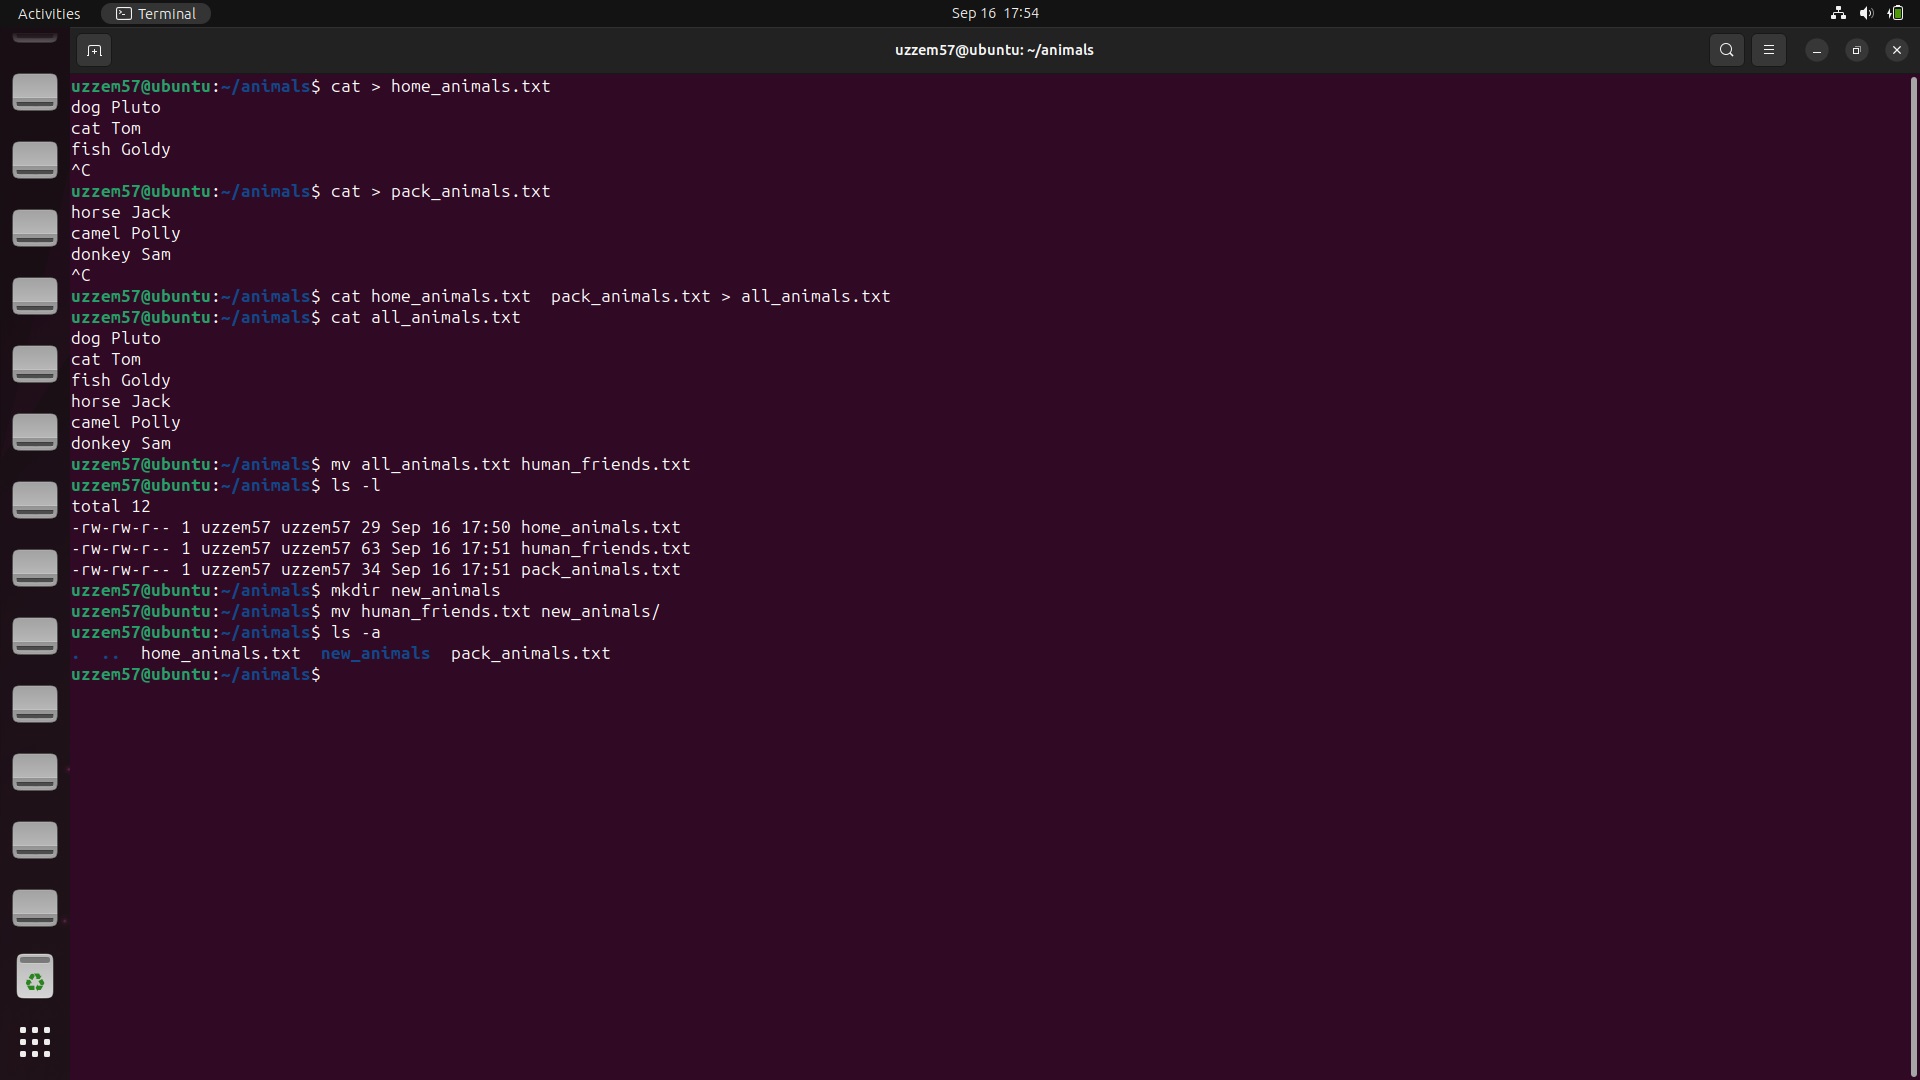 Activities
Terminal
Sep 16 17:54
uzzem57@ubuntu: ~/animals
uzzem57@ubuntu:~/animals$ cat > home_animals.txt
dog Pluto
cat Tom
fish Goldy
^C
uzzem57@ubuntu:~/animals$ cat > pack_animals.txt
horse Jack
camel Polly
donkey Sam
^C
uzzem57@ubuntu:~/animals$ cat home_animals.txt  pack_animals.txt > all_animals.txt
uzzem57@ubuntu:~/animals$ cat all_animals.txt
dog Pluto
cat Tom
fish Goldy
horse Jack
camel Polly
donkey Sam
uzzem57@ubuntu:~/animals$ mv all_animals.txt human_friends.txt
uzzem57@ubuntu:~/animals$ ls -l
total 12
-rw-rw-r-- 1 uzzem57 uzzem57 29 Sep 16 17:50 home_animals.txt
-rw-rw-r-- 1 uzzem57 uzzem57 63 Sep 16 17:51 human_friends.txt
-rw-rw-r-- 1 uzzem57 uzzem57 34 Sep 16 17:51 pack_animals.txt
uzzem57@ubuntu:~/animals$ mkdir new_animals
uzzem57@ubuntu:~/animals$ mv human_friends.txt new_animals/
uzzem57@ubuntu:~/animals$ ls -a
.  ..  home_animals.txt  new_animals  pack_animals.txt
uzzem57@ubuntu:~/animals$